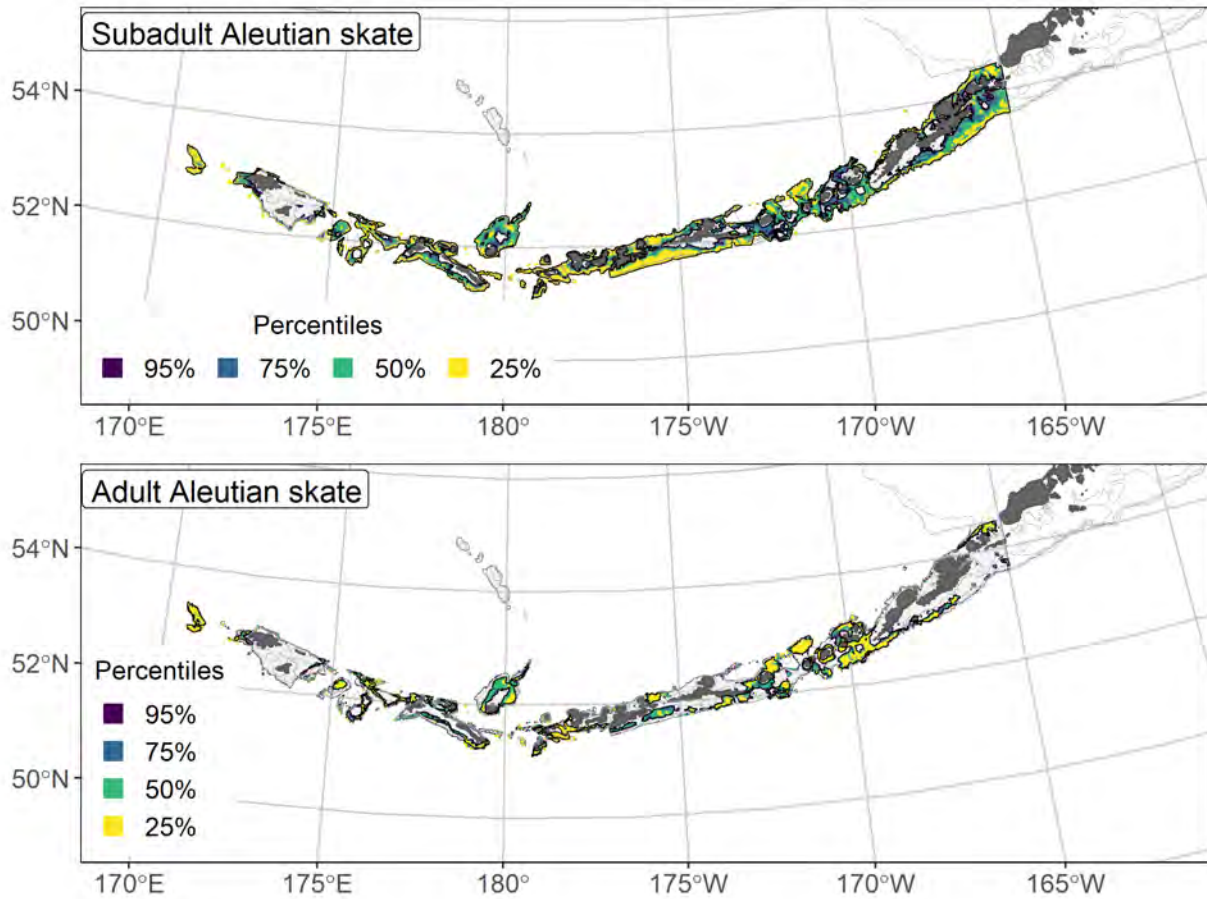 Subadult Aleutian skate
54°N
52°N
50°N
Percentiles
95% 75% 50% 25%
170°E 175°E 180° 175°W 170°W 165°W
Adult Aleutian skate
54°N
52°N
50°N
Percentiles
95%
75%
50%
25%
170°E 175°E 180° 175°W 170°W 165°W